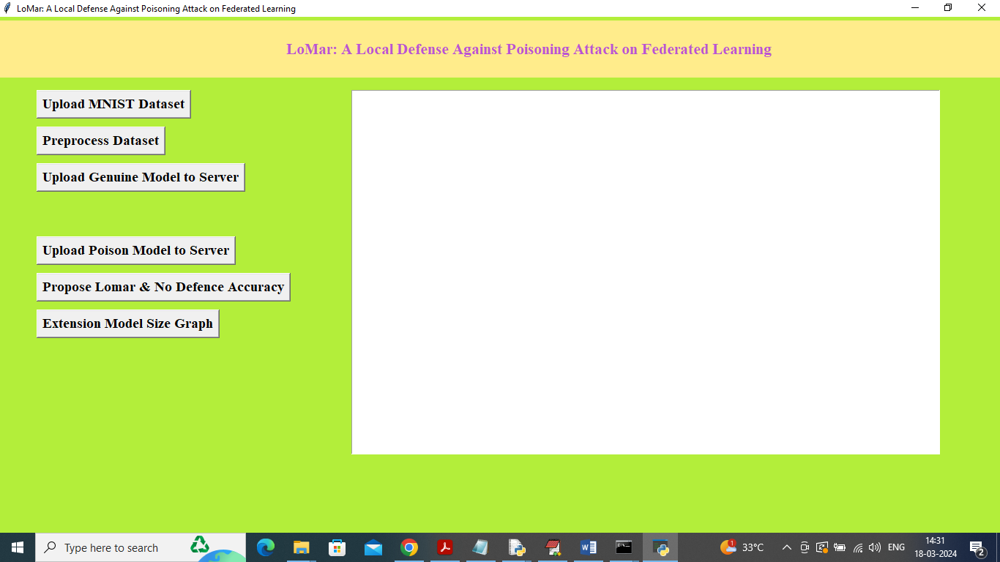 LoMar: A Local Defense Against Poisoning Attack on Federated Learning
LoMar: A Local Defense Against Poisoning Attack on Federated Learning
Upload MNIST Dataset
Preprocess Dataset
Upload Genuine Model to Server
Upload Poison Model to Server
Propose Lomar & No Defence Accuracy
Extension Model Size Graph
Type here to search
1
33°C
ENG
14:31
18-03-2024
2